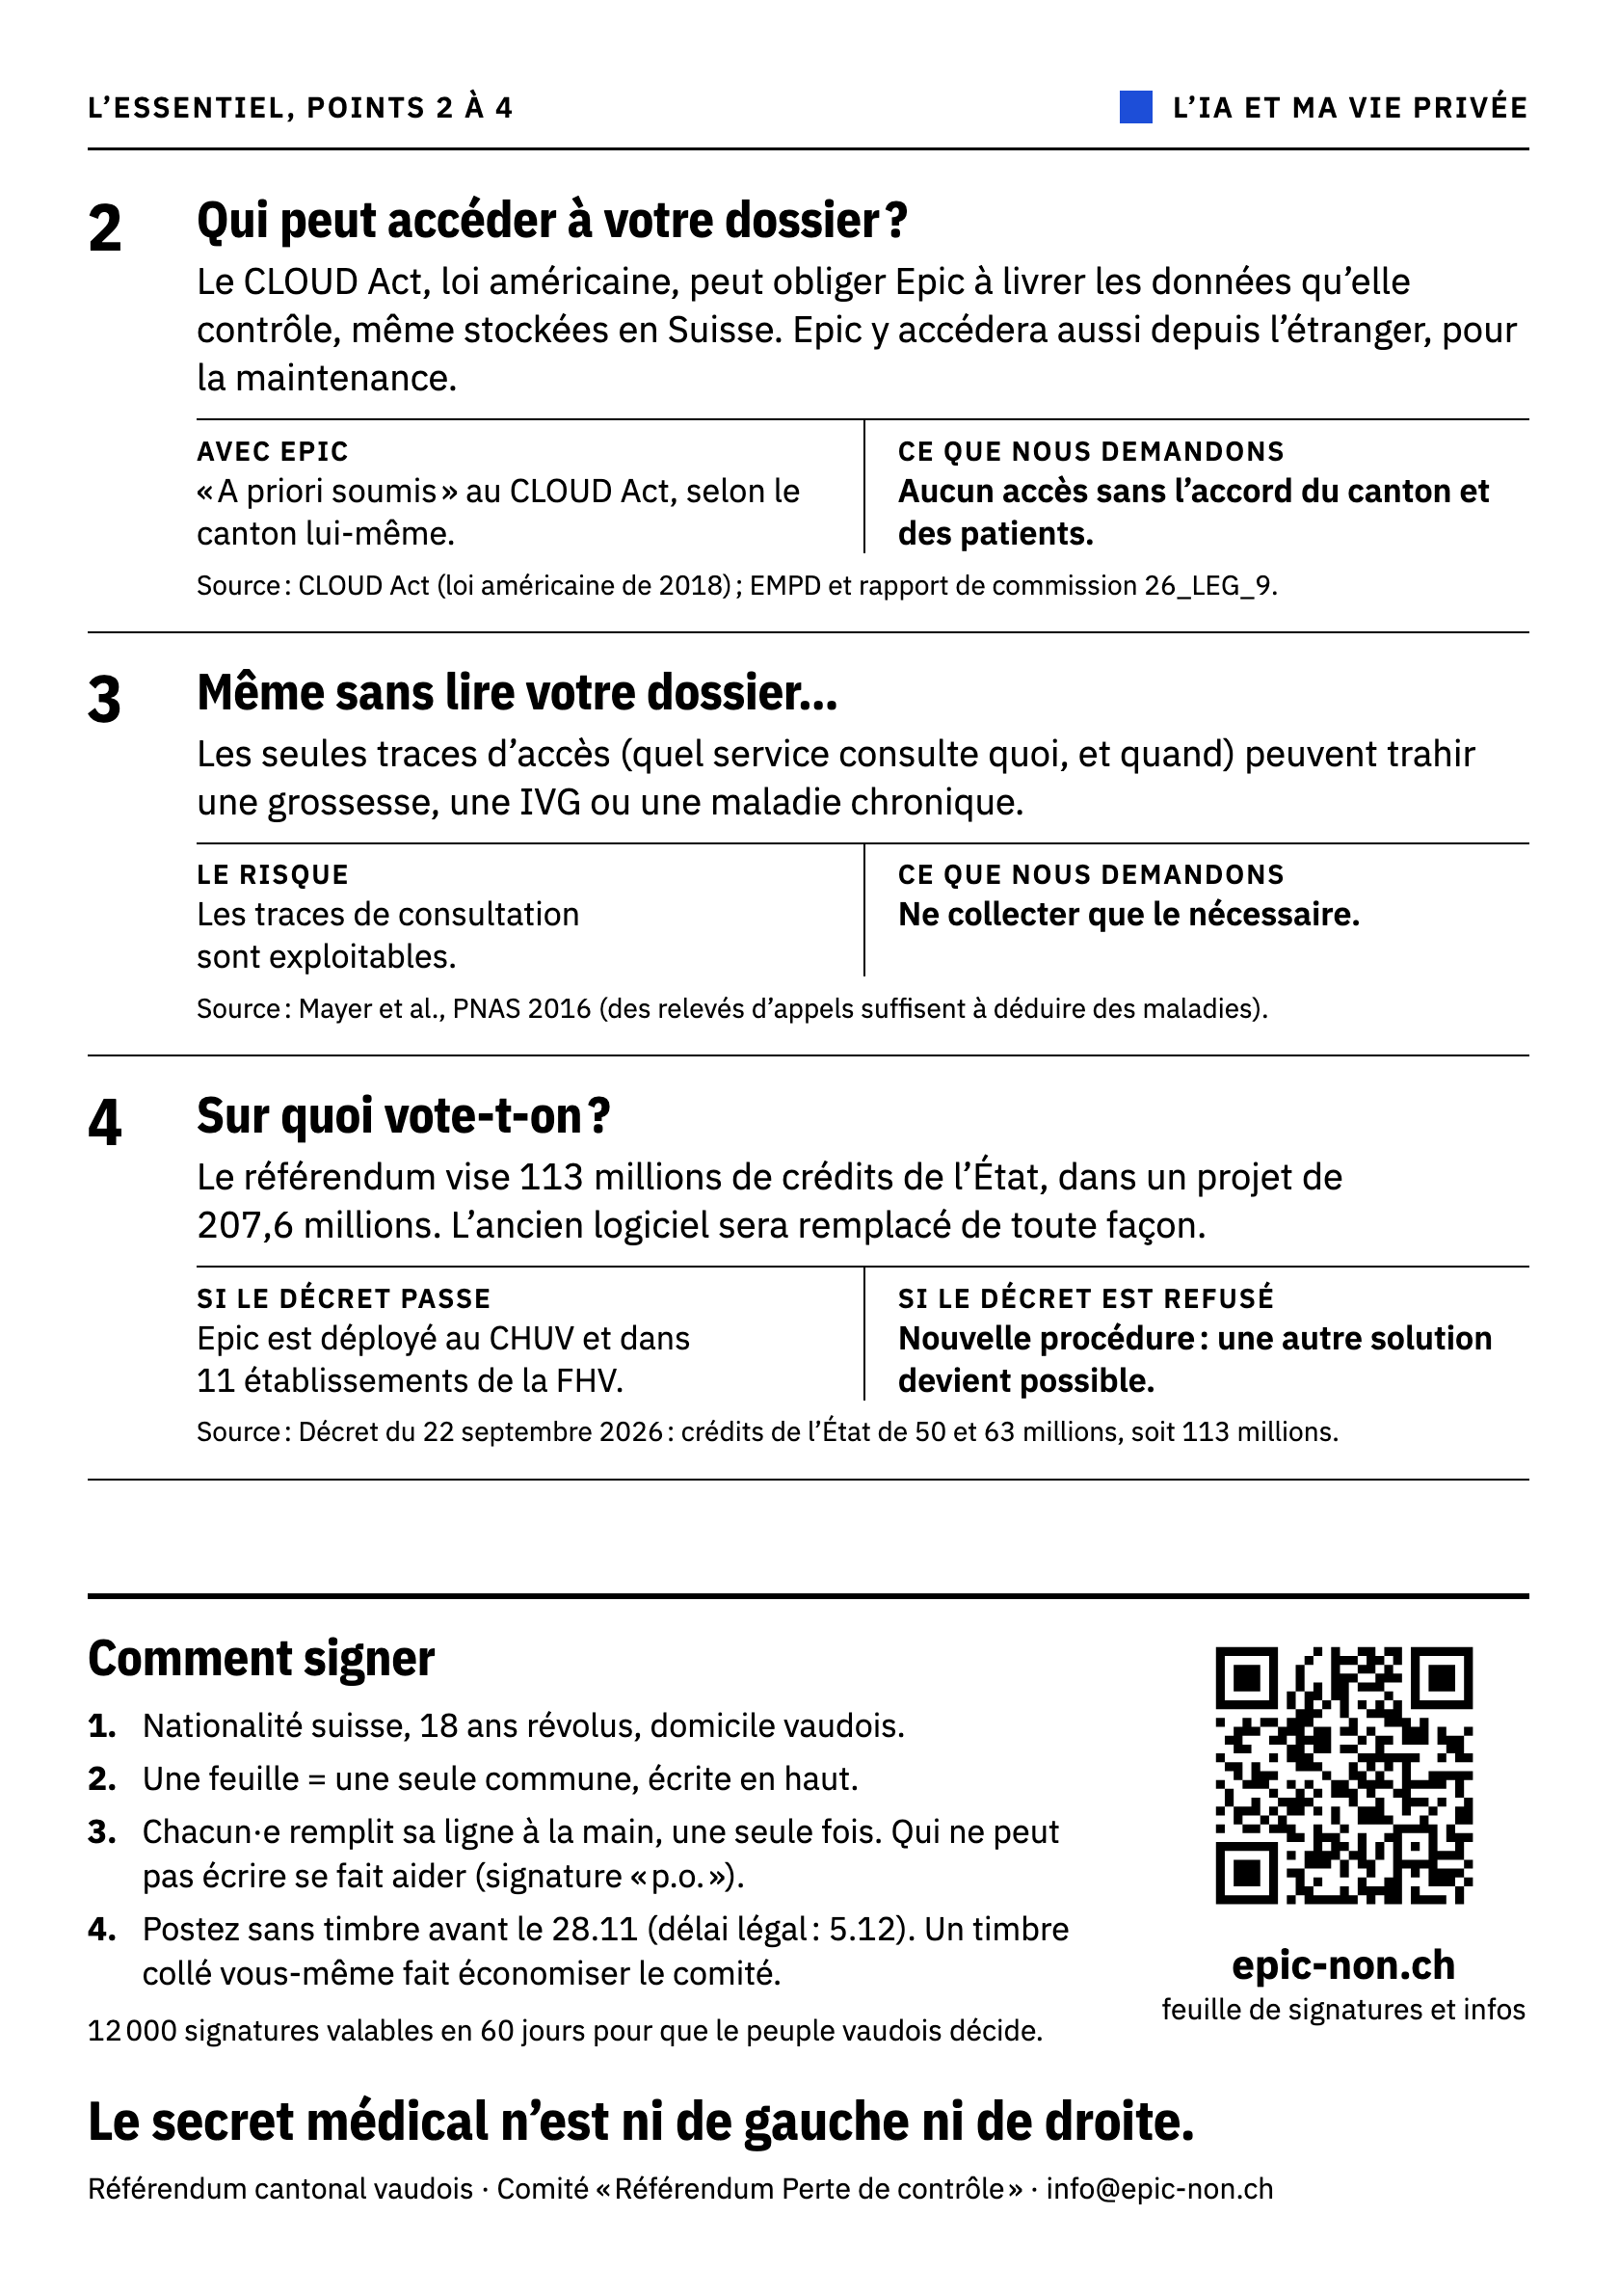 L’ESSENTIEL, POINTS 2 À 4
L’IA ET MA VIE PRIVÉE
2
Qui peut accéder à votre dossier ?
Le CLOUD Act, loi américaine, peut obliger Epic à livrer les données qu’elle
contrôle, même stockées en Suisse. Epic y accédera aussi depuis l’étranger, pour
la maintenance.
AVEC EPIC
« A priori soumis » au CLOUD Act, selon le
canton lui-même.
CE QUE NOUS DEMANDONS
Aucun accès sans l’accord du canton et
des patients.
Source : CLOUD Act (loi américaine de 2018) ; EMPD et rapport de commission 26_LEG_9.
3
Même sans lire votre dossier…
Les seules traces d’accès (quel service consulte quoi, et quand) peuvent trahir
une grossesse, une IVG ou une maladie chronique.
LE RISQUE
Les traces de consultation
sont exploitables.
CE QUE NOUS DEMANDONS
Ne collecter que le nécessaire.
Source : Mayer et al., PNAS 2016 (des relevés d’appels suffisent à déduire des maladies).
4
Sur quoi vote-t-on ?
Le référendum vise 113 millions de crédits de l’État, dans un projet de
207,6 millions. L’ancien logiciel sera remplacé de toute façon.
SI LE DÉCRET PASSE
Epic est déployé au CHUV et dans
11 établissements de la FHV.
SI LE DÉCRET EST REFUSÉ
Nouvelle procédure : une autre solution
devient possible.
Source : Décret du 22 septembre 2026 : crédits de l’État de 50 et 63 millions, soit 113 millions.
Comment signer
1. Nationalité suisse, 18 ans révolus, domicile vaudois.
2. Une feuille = une seule commune, écrite en haut.
3. Chacun·e remplit sa ligne à la main, une seule fois. Qui ne peut
pas écrire se fait aider (signature « p.o. »).
4. Postez sans timbre avant le 28.11 (délai légal : 5.12). Un timbre
collé vous-même fait économiser le comité.
12 000 signatures valables en 60 jours pour que le peuple vaudois décide.
epic-non.ch
feuille de signatures et infos
Le secret médical n’est ni de gauche ni de droite.
Référendum cantonal vaudois · Comité « Référendum Perte de contrôle » · info@epic-non.ch